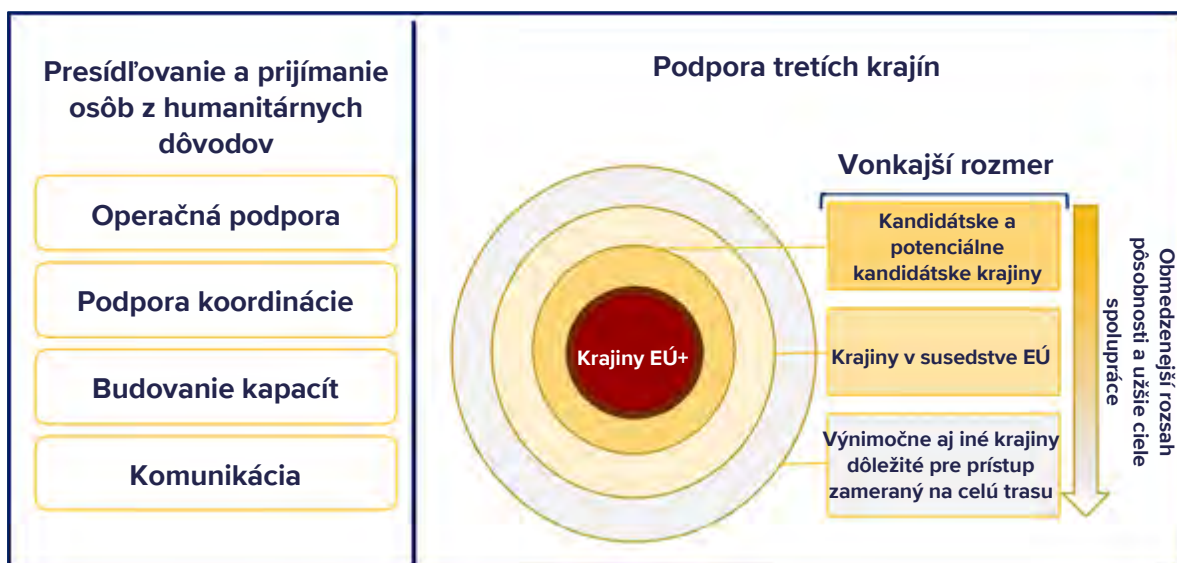 Presídľovanie a prijímanie
osôb z humanitárnych
dôvodov
Operačná podpora
Podpora koordinácie
Budovanie kapacít
Komunikácia
Podpora tretích krajín
Vonkajší rozmer
Krajiny EÚ+
Kandidátske a
potenciálne
kandidátske krajiny
Krajiny v susedstve EÚ
Výnimočne aj iné krajiny
dôležité pre prístup
zameraný na celú trasu
Obmedzenejší rozsah
pôsobnosti a užšie ciele
spolupráce